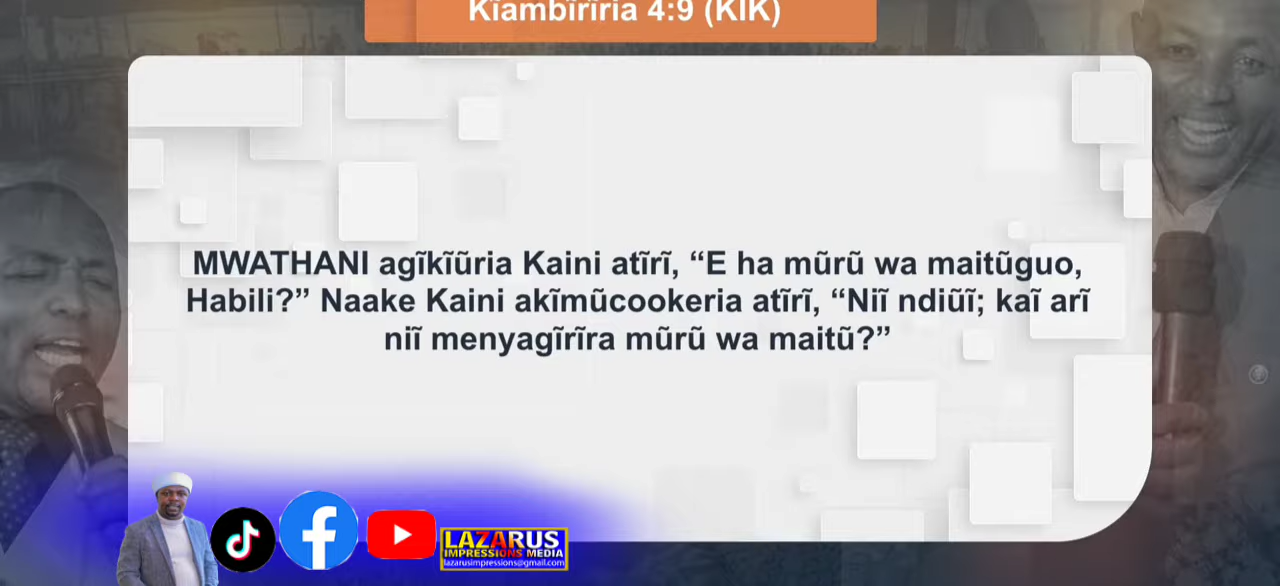 Kĩambĩrĩria 4:9 (KIK)
MWATHANI agĩkĩũria Kaini atĩrĩ, “E ha mũrũ wa maitũguo,
Habili?” Naake Kaini akĩmũcookeria atĩrĩ, “Niĩ ndiũĩ; kaĩ arĩ
niĩ menyagĩrĩra mũrũ wa maitũ?”
LAZARUS
IMPRESSIONS MEDIA
lazarusimpressions@gmail.com